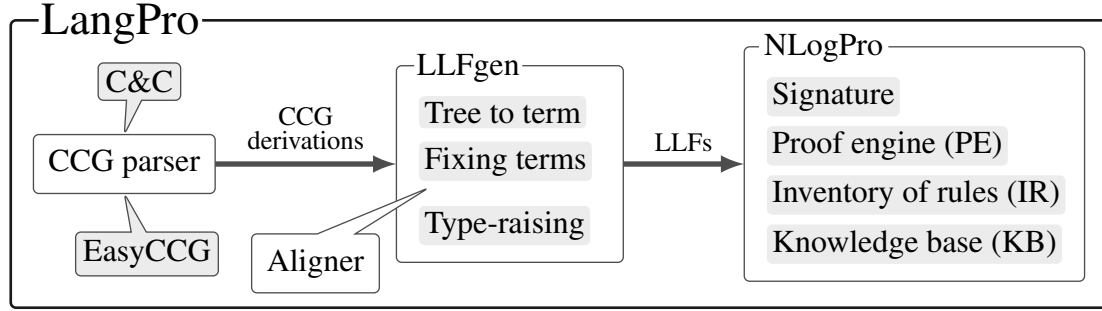 LangPro
C&C
CCG parser
EasyCCG
CCG
derivations
LLFgen
Tree to term
Fixing terms
Type-raising
Aligner
LLFs
NLogPro
Signature
Proof engine (PE)
Inventory of rules (IR)
Knowledge base (KB)